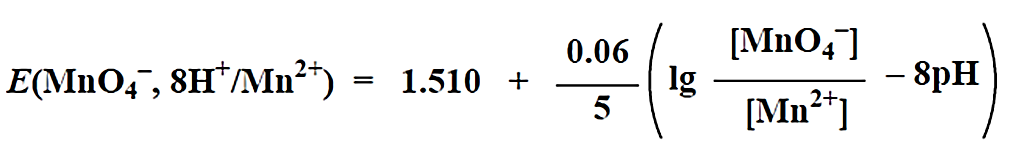 E(MnO₄⁻, 8H⁺/Mn²⁺) = 1.510 + 0.06/5 (lg [MnO₄⁻]/[Mn²⁺] – 8pH)